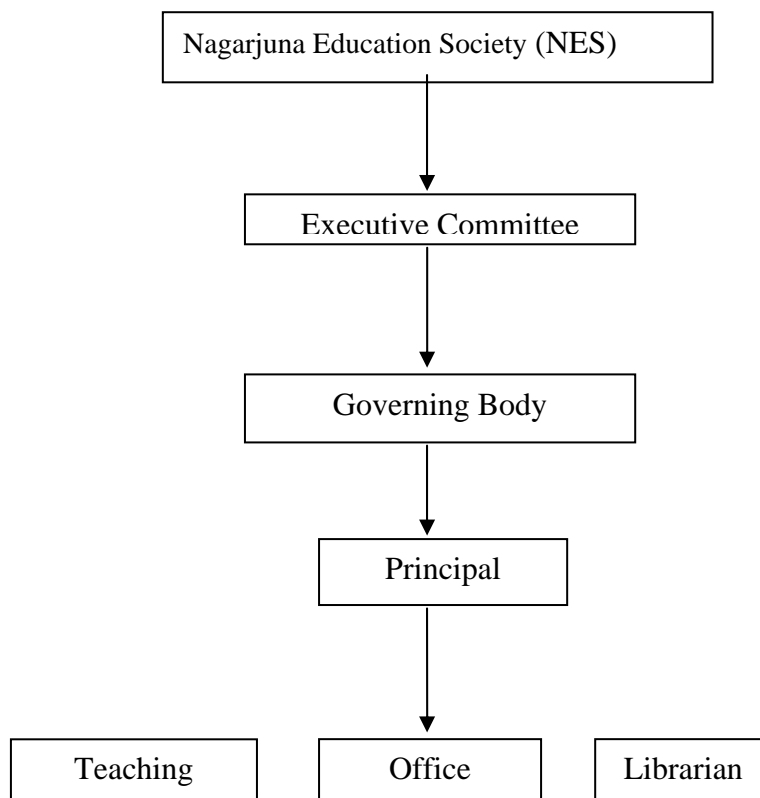 Nagarjuna Education Society (NES)
Executive Committee
Governing Body
Principal
Teaching
Office
Librarian